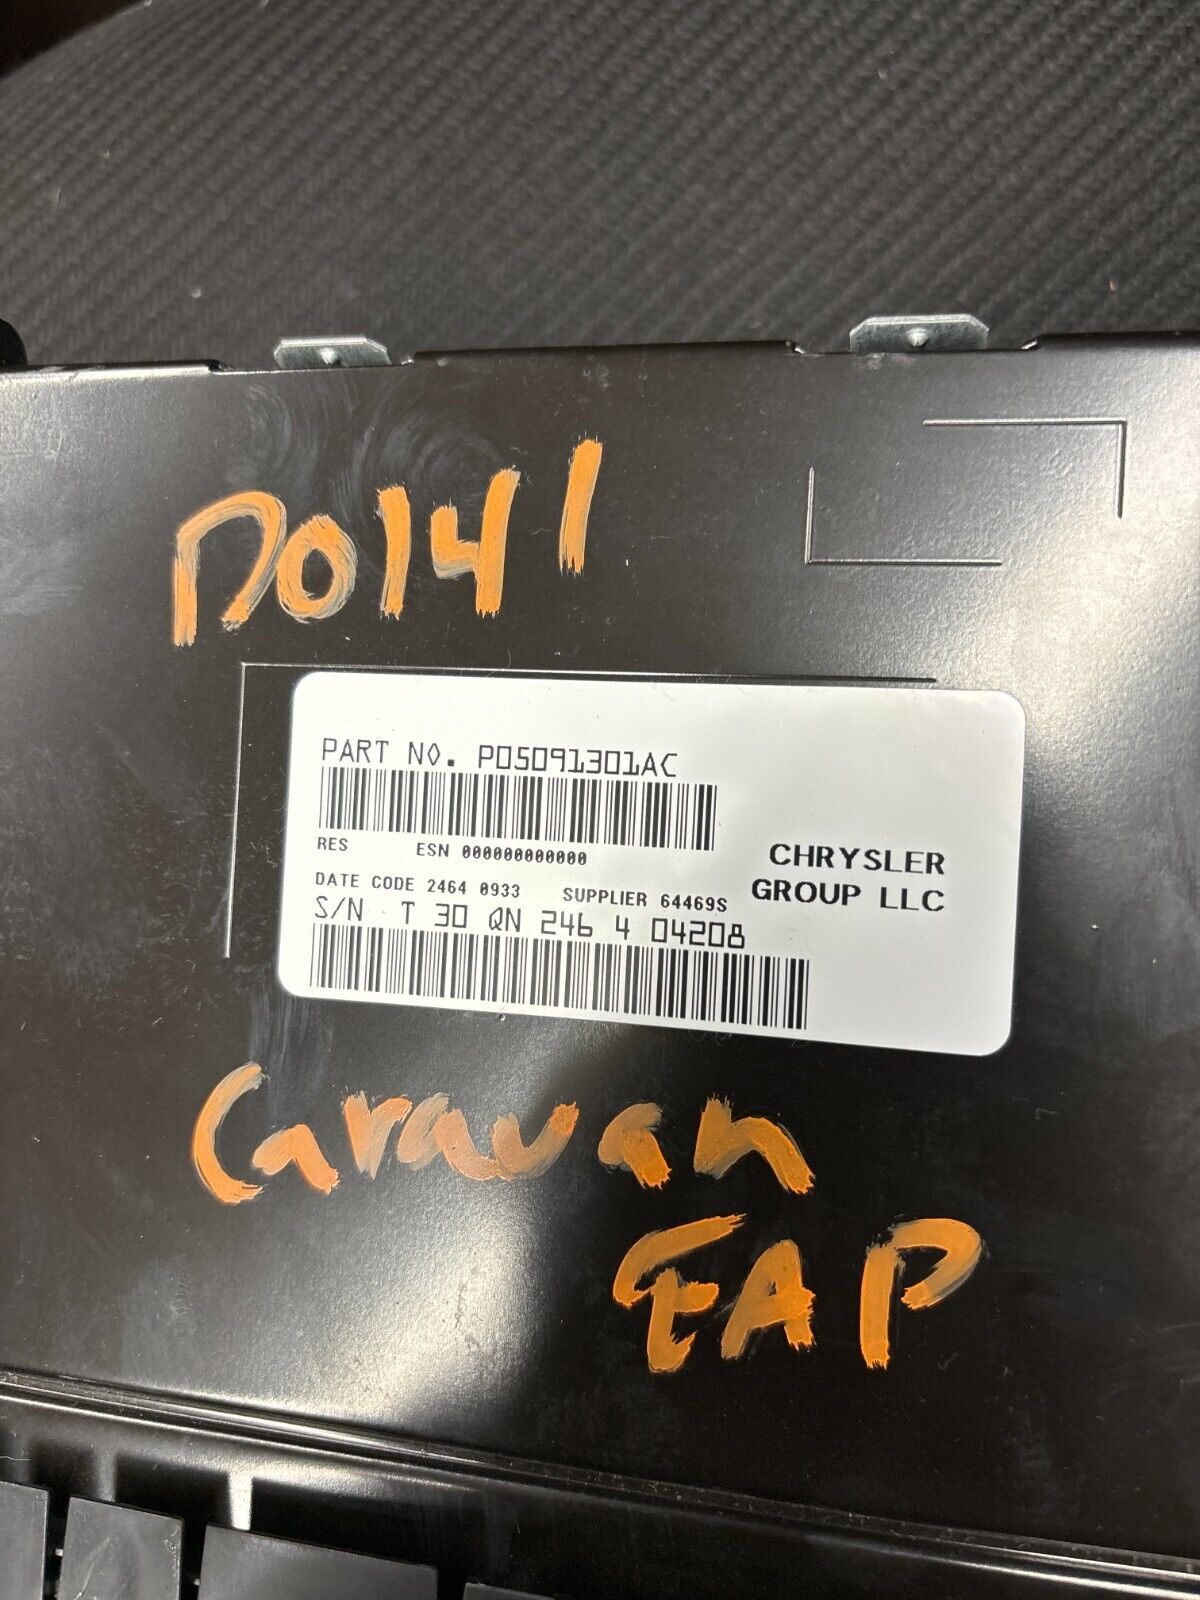 D0141
PART NO. P05091301AC
RES ESN 000000000000
CHRYSLER
GROUP LLC
DATE CODE 2464 0933 SUPPLIER 64469S
S/N T 30 QN 246 4 04208
Caravan
EAP